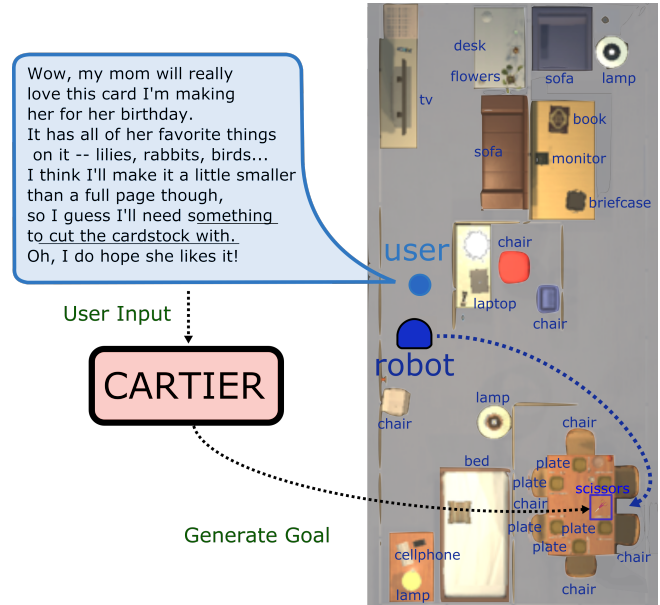 Wow, my mom will really
love this card I'm making
her for her birthday.
It has all of her favorite things
on it -- lilies, rabbits, birds...
I think I'll make it a little smaller
than a full page though,
so I guess I'll need something
to cut the cardstock with.
Oh, I do hope she likes it!
User Input
CARTIER
Generate Goal
desk
flowers
sofa
lamp
tv
book
sofa
monitor
briefcase
user
chair
laptop
chair
robot
lamp
chair
chair
bed
plate
scissors
plate
chair
plate
plate
plate
chair
cellphone
chair
lamp